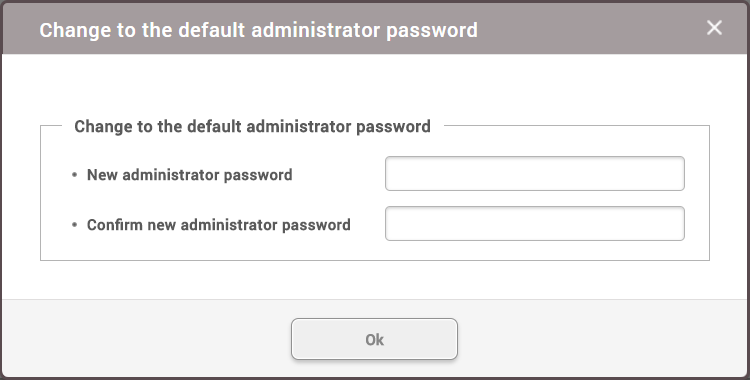 Change to the default administrator password
Change to the default administrator password
• New administrator password
• Confirm new administrator password
Ok